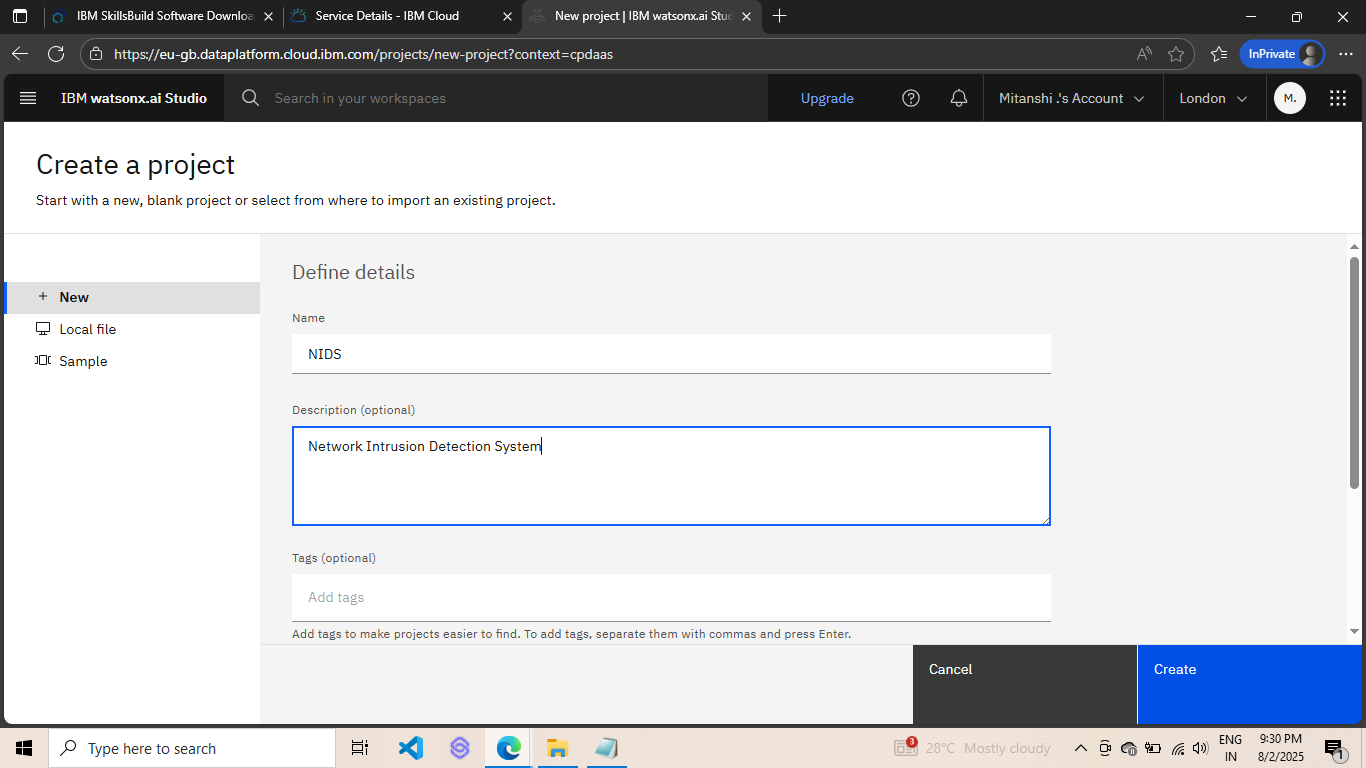 IBM SkillsBuild Software Downloa
Service Details - IBM Cloud
New project | IBM watsonx.ai Stud
https://eu-gb.dataplatform.cloud.ibm.com/projects/new-project?context=cpdaas
InPrivate
IBM watsonx.ai Studio
Search in your workspaces
Upgrade
Mitanshi .'s Account
London
M.
Create a project
Start with a new, blank project or select from where to import an existing project.
New
Local file
Sample
Define details
Name
NIDS
Description (optional)
Network Intrusion Detection System
Tags (optional)
Add tags
Add tags to make projects easier to find. To add tags, separate them with commas and press Enter.
Cancel
Create
Type here to search
3
28°C Mostly cloudy
ENG
IN
9:30 PM
8/2/2025
1